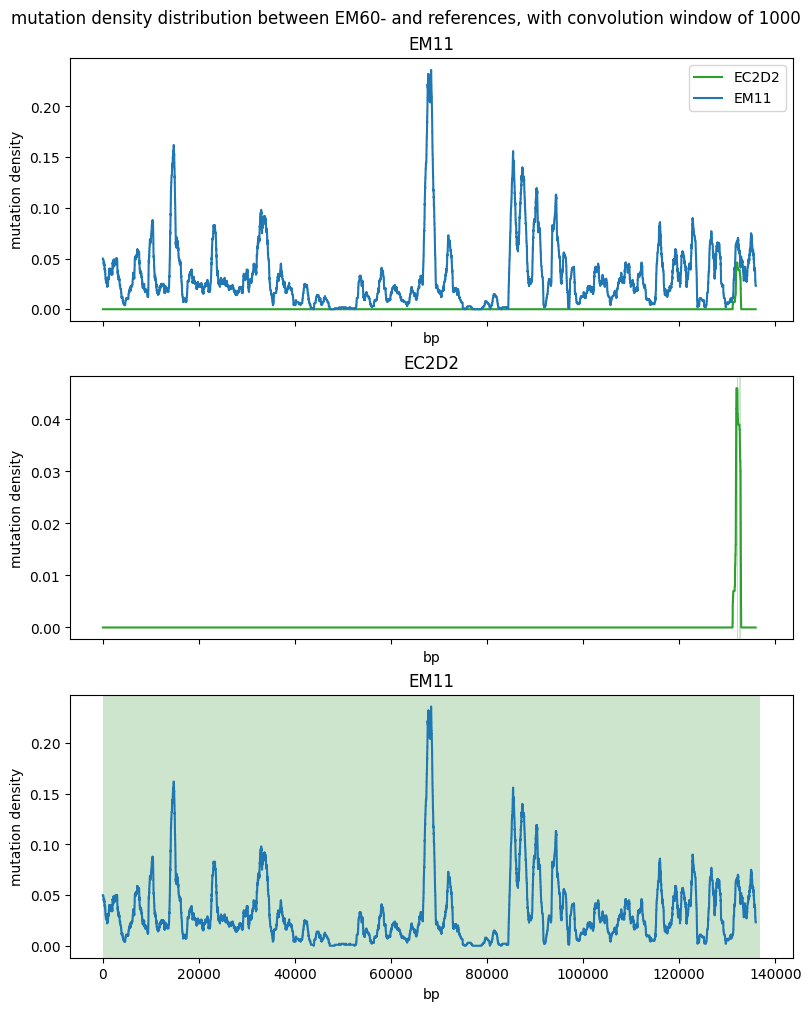 mutation density distribution between EM60- and references, with convolution window of 1000
EM11
EC2D2
EM11
mutation density
0.20
0.15
0.10
0.05
0.00
bp
EC2D2
mutation density
0.04
0.03
0.02
0.01
0.00
bp
EM11
mutation density
0.20
0.15
0.10
0.05
0.00
0 20000 40000 60000 80000 100000 120000 140000
bp